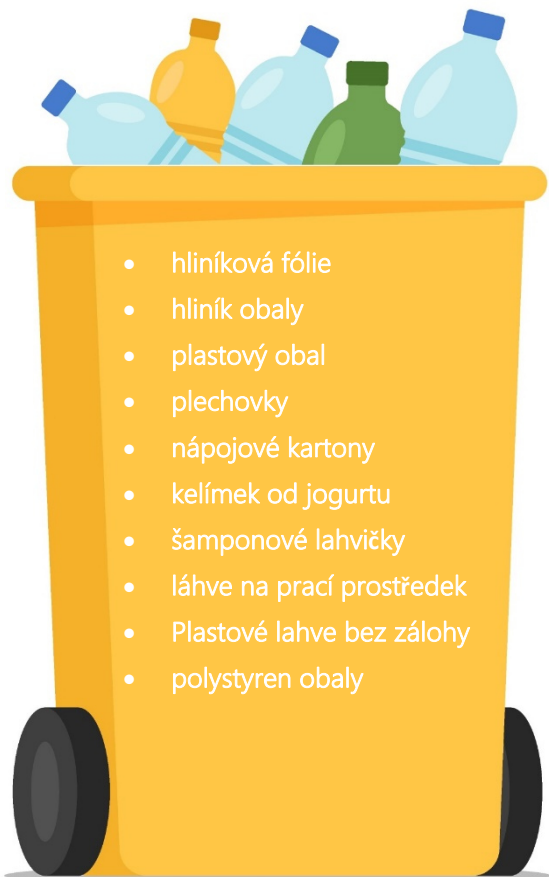 • hliníková fólie
• hliník obaly
• plastový obal
• plechovky
• nápojové kartony
• kelímek od jogurtu
• šamponové lahvičky
• láhve na prací prostředek
• Plastové lahve bez zálohy
• polystyren obaly